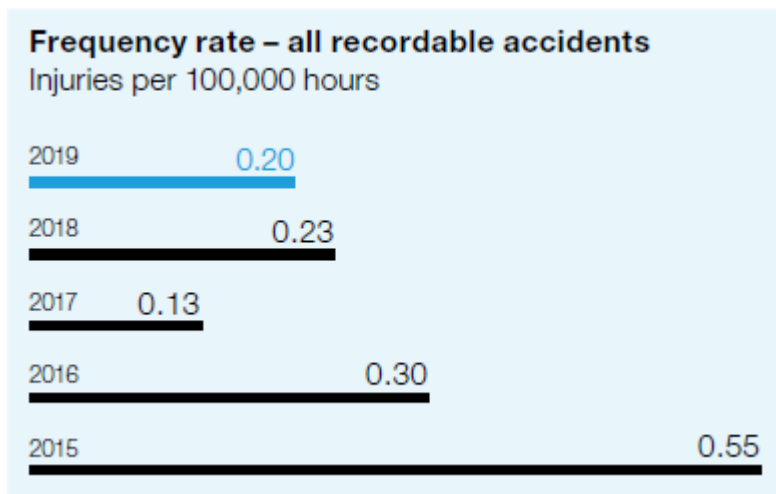 Frequency rate – all recordable accidents
Injuries per 100,000 hours
2019 0.20
2018 0.23
2017 0.13
2016 0.30
2015 0.55